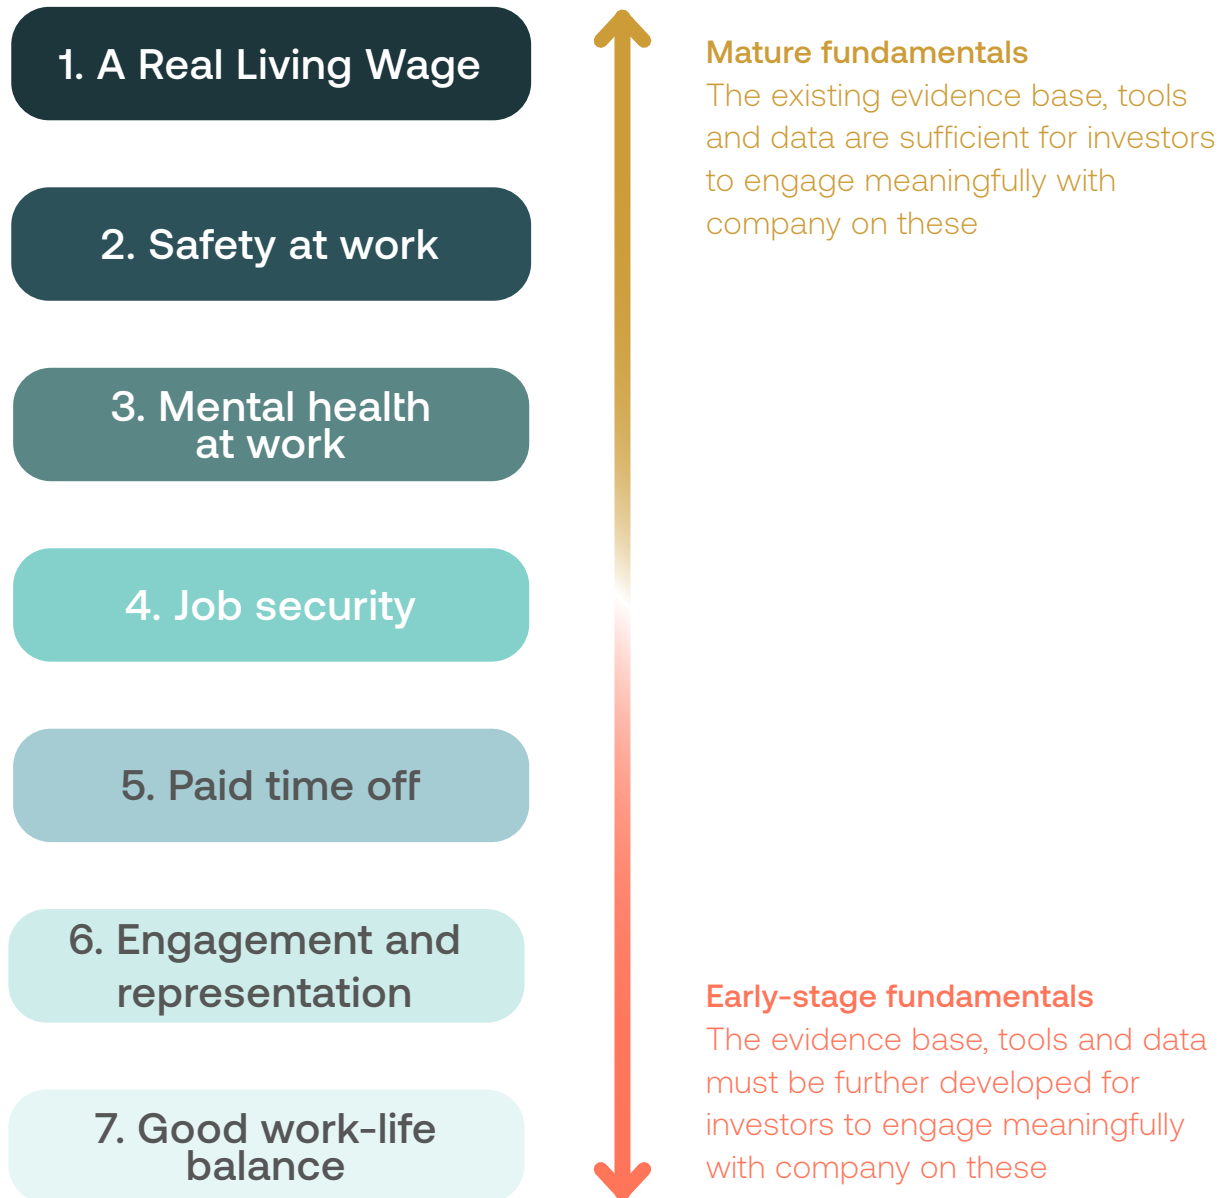 1. A Real Living Wage
2. Safety at work
3. Mental health
at work
4. Job security
5. Paid time off
6. Engagement and
representation
7. Good work-life
balance
Mature fundamentals
The existing evidence base, tools
and data are sufficient for investors
to engage meaningfully with
company on these
Early-stage fundamentals
The evidence base, tools and data
must be further developed for
investors to engage meaningfully
with company on these